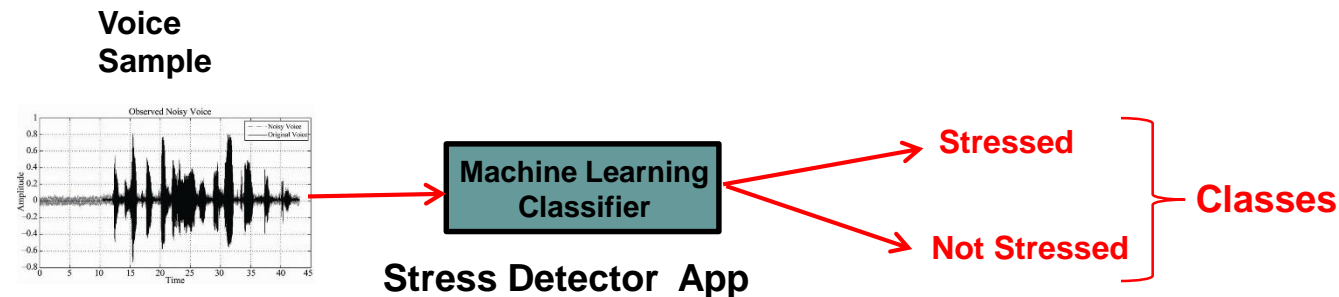 Voice
Sample
Observed Noisy Voice
Noisy Voice
Original Voice
Amplitude
1
0.8
0.6
0.4
0.2
0
−0.2
−0.4
−0.6
−0.8
0 5 10 15 20 25 30 35 40 45
Time
Machine Learning
Classifier
Stress Detector App
Stressed
Not Stressed
Classes